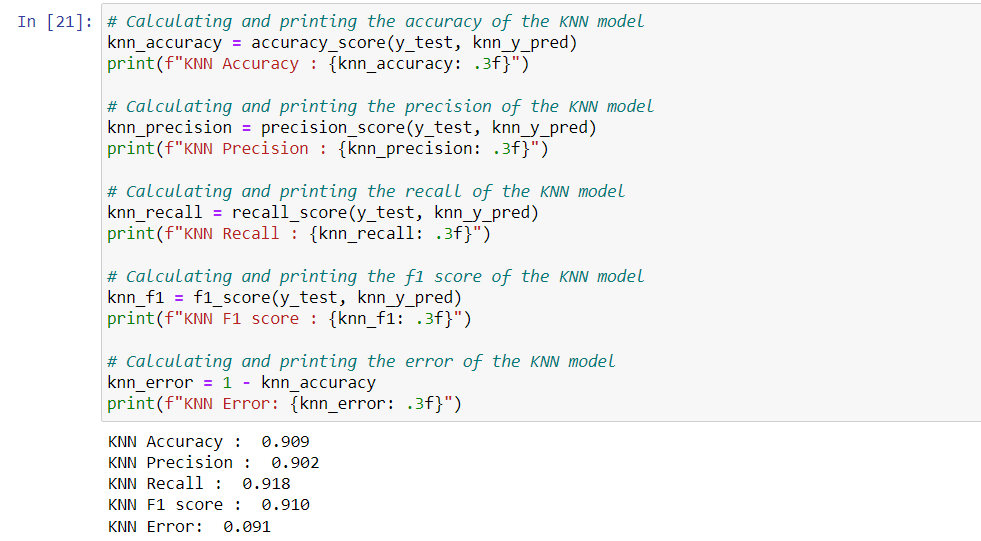 In [21]: # Calculating and printing the accuracy of the KNN model
knn_accuracy = accuracy_score(y_test, knn_y_pred)
print(f"KNN Accuracy : {knn_accuracy: .3f}")
# Calculating and printing the precision of the KNN model
knn_precision = precision_score(y_test, knn_y_pred)
print(f"KNN Precision : {knn_precision: .3f}")
# Calculating and printing the recall of the KNN model
knn_recall = recall_score(y_test, knn_y_pred)
print(f"KNN Recall : {knn_recall: .3f}")
# Calculating and printing the f1 score of the KNN model
knn_f1 = f1_score(y_test, knn_y_pred)
print(f"KNN F1 score : {knn_f1: .3f}")
# Calculating and printing the error of the KNN model
knn_error = 1 - knn_accuracy
print(f"KNN Error: {knn_error: .3f}")
KNN Accuracy :  0.909
KNN Precision :  0.902
KNN Recall :  0.918
KNN F1 score :  0.910
KNN Error:  0.091